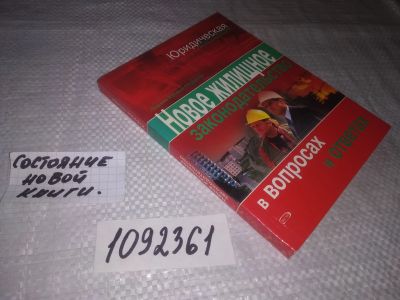 Юридическая
Новое жилищное
законодательство
в вопросах
и ответах
СОСТОЯНИЕ
НОВОЙ
КНИГИ.
1092361